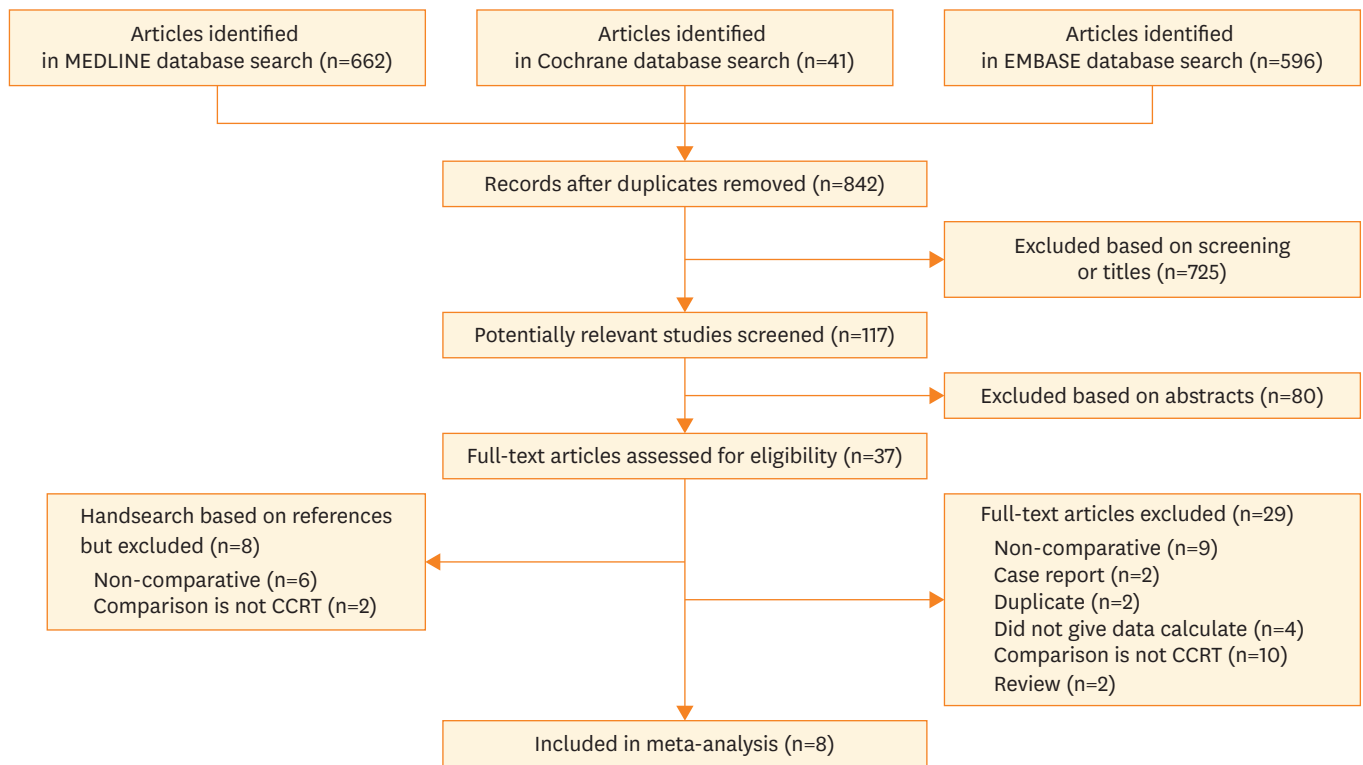 Articles identified
in MEDLINE database search (n=662)
Articles identified
in Cochrane database search (n=41)
Articles identified
in EMBASE database search (n=596)
Records after duplicates removed (n=842)
Excluded based on screening
or titles (n=725)
Potentially relevant studies screened (n=117)
Excluded based on abstracts (n=80)
Full-text articles assessed for eligibility (n=37)
Handsearch based on references
but excluded (n=8)
Non-comparative (n=6)
Comparison is not CCRT (n=2)
Full-text articles excluded (n=29)
Non-comparative (n=9)
Case report (n=2)
Duplicate (n=2)
Did not give data calculate (n=4)
Comparison is not CCRT (n=10)
Review (n=2)
Included in meta-analysis (n=8)